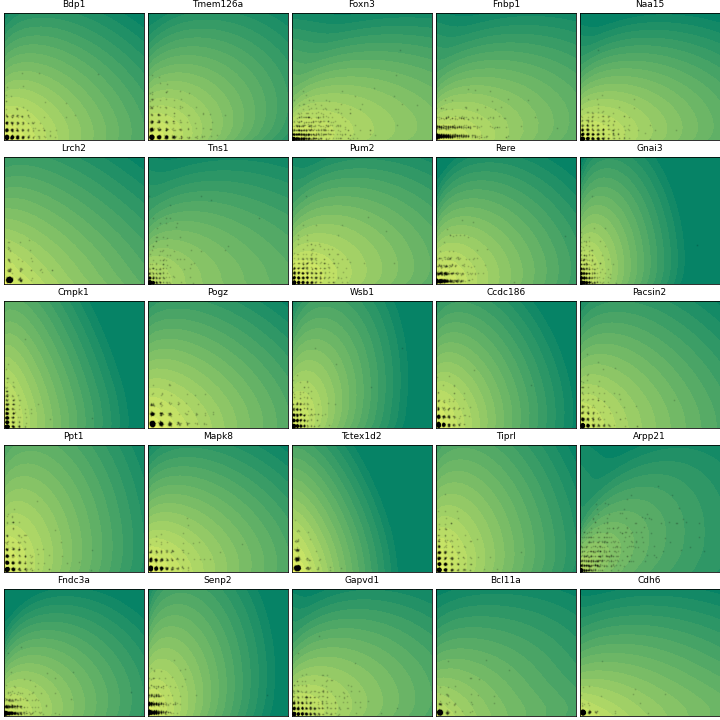 Bdp1 Tmem126a Foxn3 Fnbp1 Naa15
Lrch2 Tns1 Pum2 Rere Gnai3
Cmpk1 Pogz Wsb1 Ccdc186 Pacsin2
Ppt1 Mapk8 Tctex1d2 Tiprl Arpp21
Fndc3a Senp2 Gapvd1 Bcl11a Cdh6